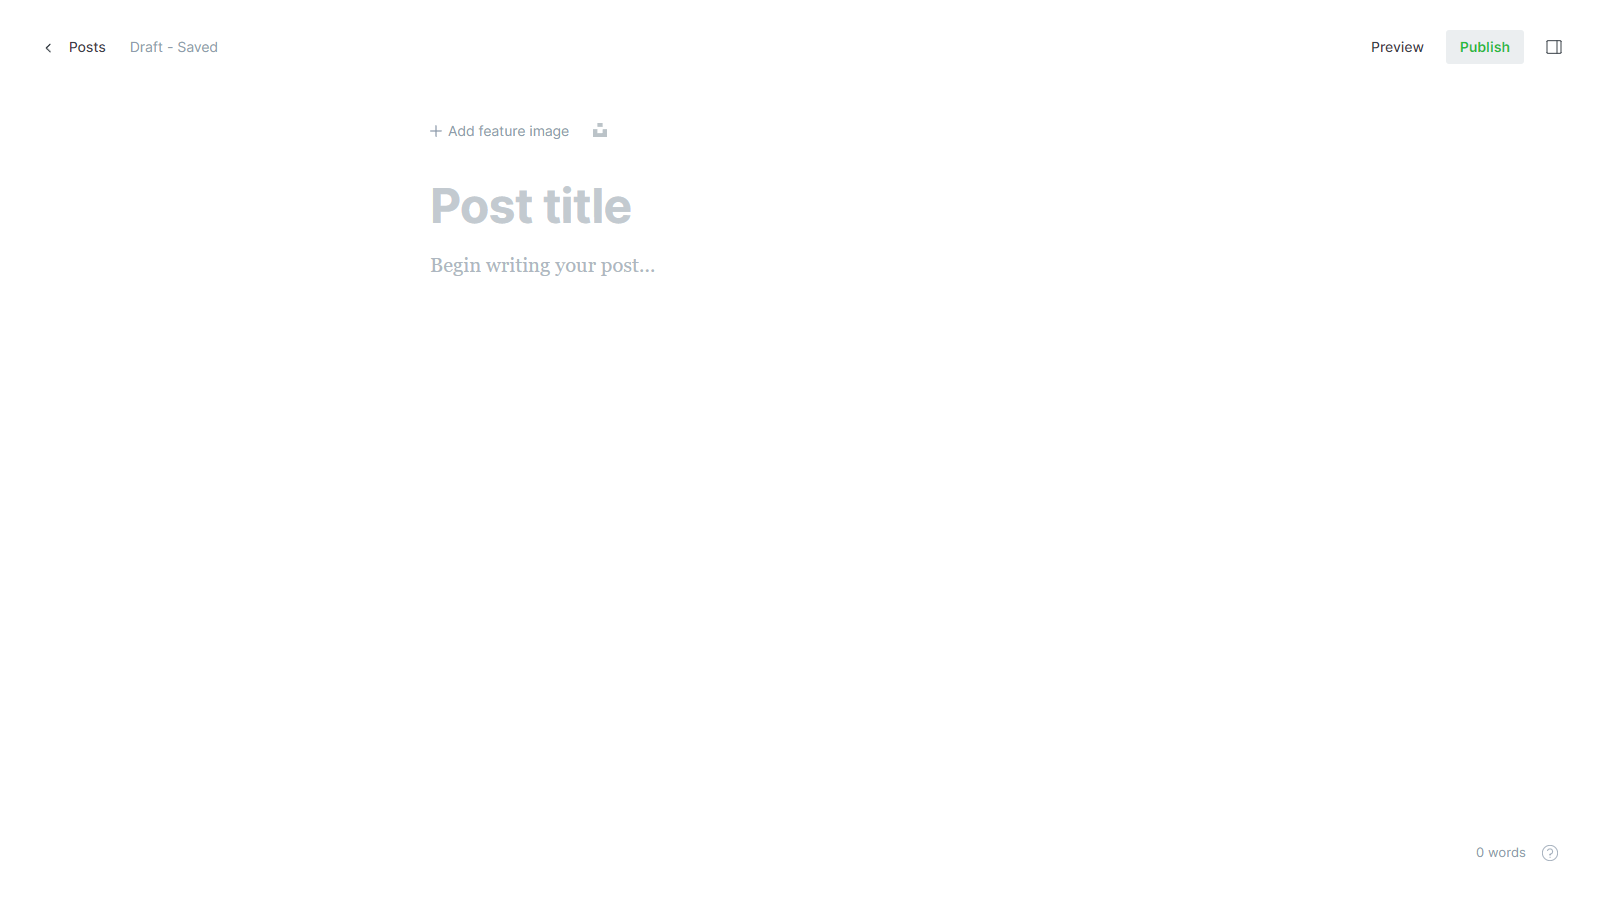 Posts Draft - Saved Preview Publish
Add feature image
Post title
Begin writing your post...
0 words